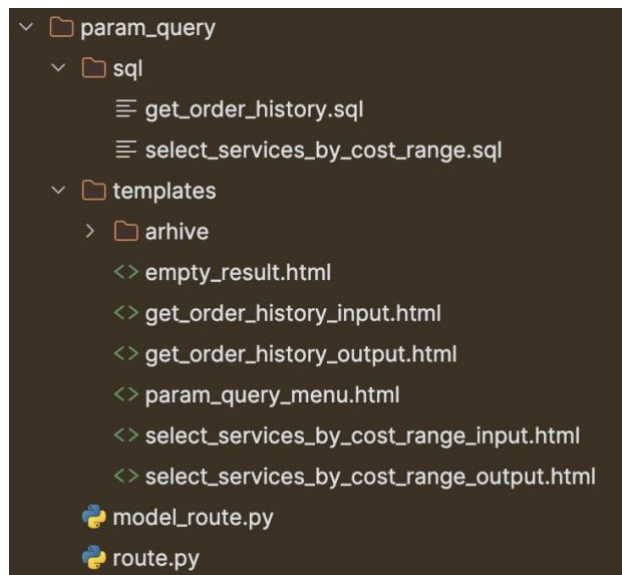 param_query
sql
get_order_history.sql
select_services_by_cost_range.sql
templates
arhive
empty_result.html
get_order_history_input.html
get_order_history_output.html
param_query_menu.html
select_services_by_cost_range_input.html
select_services_by_cost_range_output.html
model_route.py
route.py